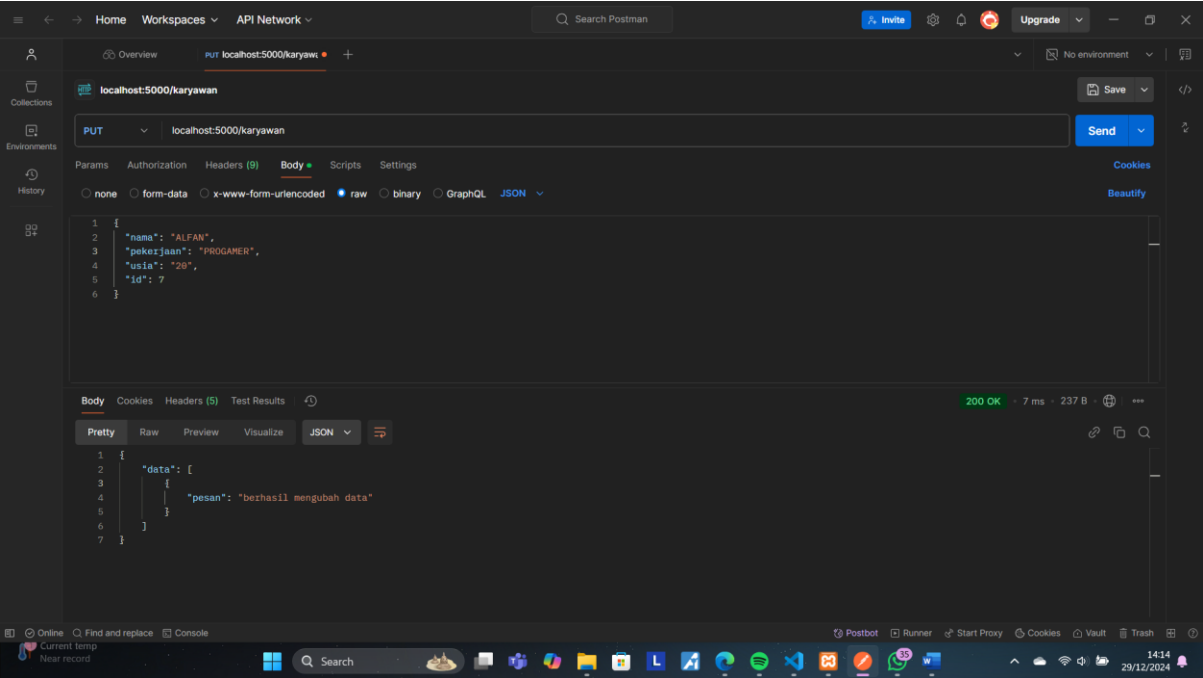 Home Workspaces API Network Search Postman Invite Upgrade
Overview PUT localhost:5000/karyawa No environment
localhost:5000/karyawan Save
PUT localhost:5000/karyawan Send
Params Authorization Headers (9) Body Scripts Settings Cookies
none form-data x-www-form-urlencoded raw binary GraphQL JSON Beautify
Collections
Environments
History
1 {
2 "nama": "ALFAN",
3 "pekerjaan": "PROGAMER",
4 "usia": "20",
5 "id": 7
6 }
Body Cookies Headers (5) Test Results 200 OK 7 ms 237 B
Pretty Raw Preview Visualize JSON
1 {
2 "data": [
3 {
4 "pesan": "berhasil mengubah data"
5 }
6 ]
7 }
Online Find and replace Console Postbot Runner Start Proxy Cookies Vault Trash
Current temp
Near record
Search
L
35
W
14:14
29/12/2024